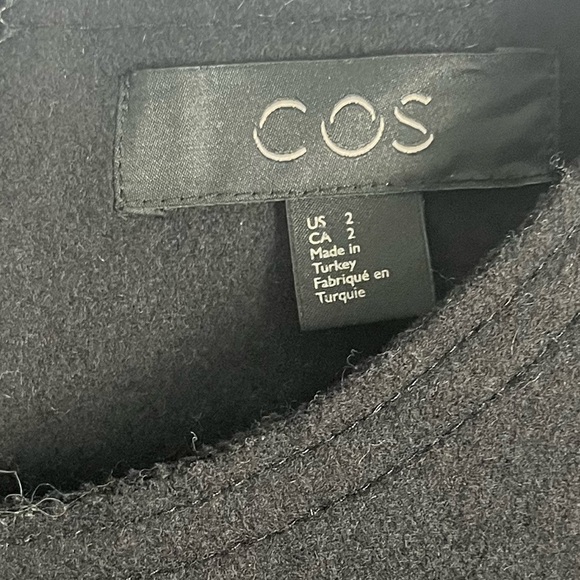 COS
US 2
CA 2
Made in
Turkey
Fabriqué en
Turquie